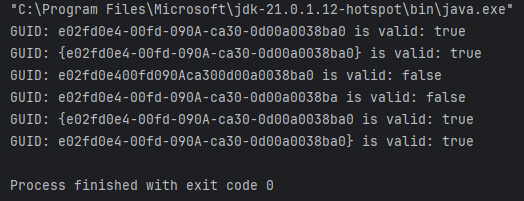 "C:\Program Files\Microsoft\jdk-21.0.1.12-hotspot\bin\java.exe"
GUID: e02fd0e4-00fd-090A-ca30-0d00a0038ba0 is valid: true
GUID: {e02fd0e4-00fd-090A-ca30-0d00a0038ba0} is valid: true
GUID: e02fd0e400fd090Aca300d00a0038ba0 is valid: false
GUID: e02fd0e4-00fd-090A-ca30-0d00a0038ba is valid: false
GUID: {e02fd0e4-00fd-090A-ca30-0d00a0038ba0 is valid: true
GUID: e02fd0e4-00fd-090A-ca30-0d00a0038ba0} is valid: true
Process finished with exit code 0